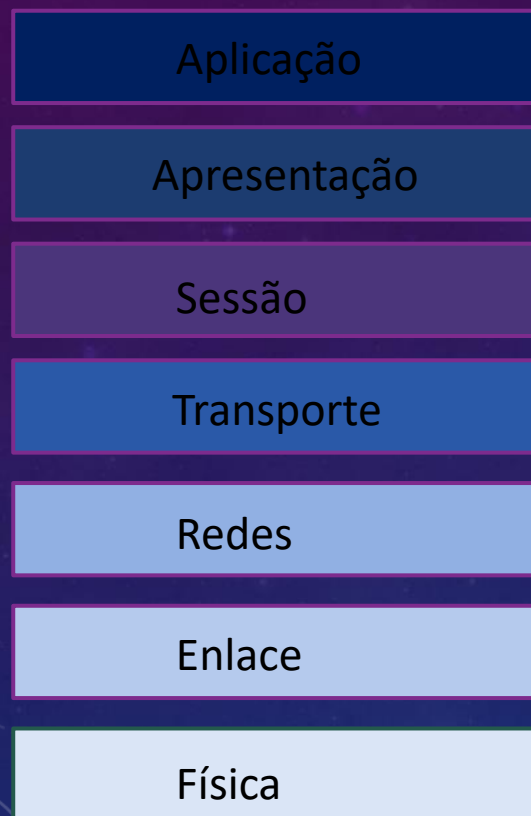 Aplicação
Apresentação
Sessão
Transporte
Redes
Enlace
Física